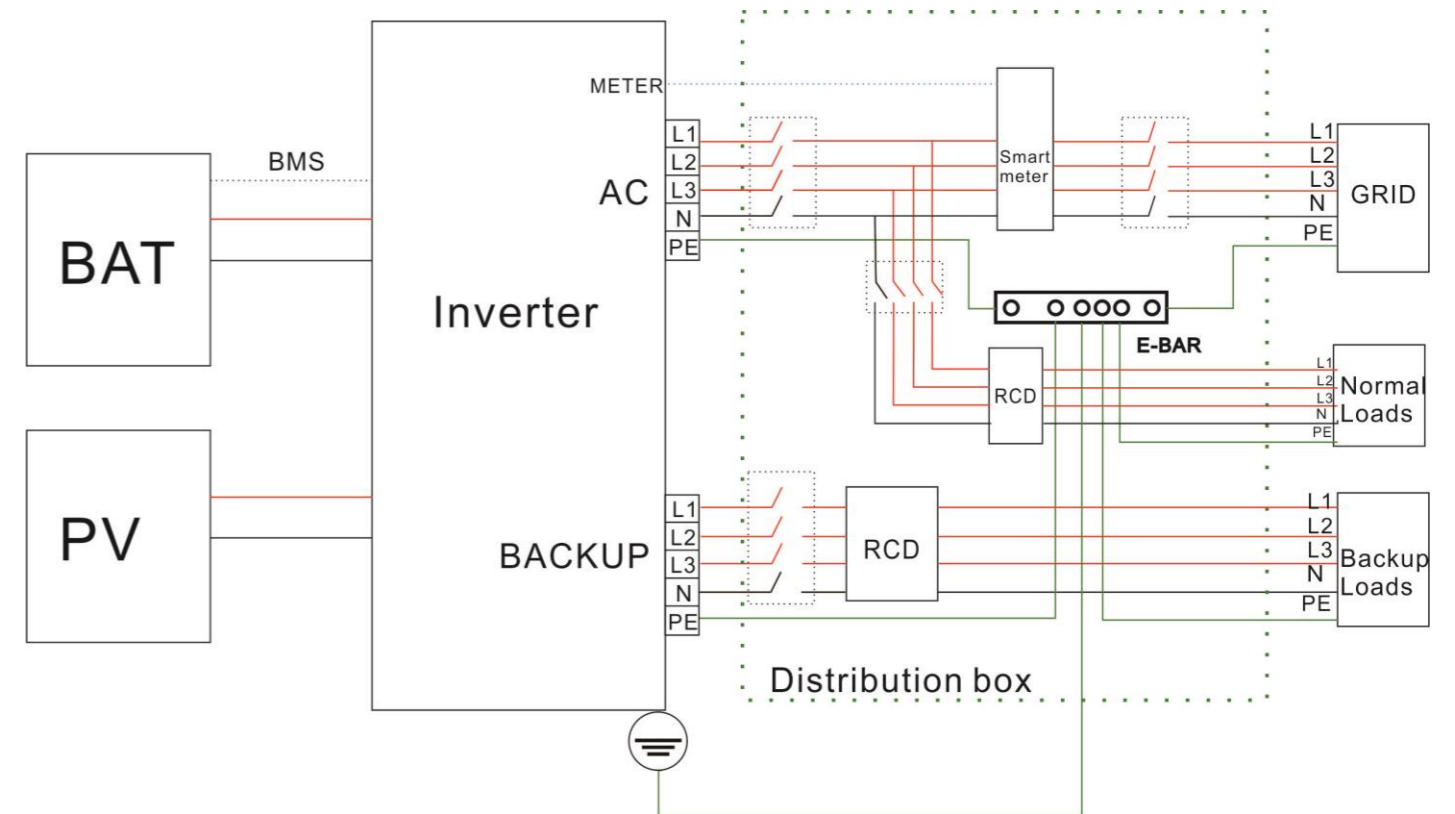 METER
L1
L2
L3
N
PE
AC
BMS
BAT
Inverter
Smart
meter
L1
L2
L3
N
PE
GRID
E-BAR
RCD
L1
L2
L3
N
PE
Normal
Loads
PV
BACKUP
L1
L2
L3
N
PE
RCD
L1
L2
L3
N
PE
Backup
Loads
Distribution box